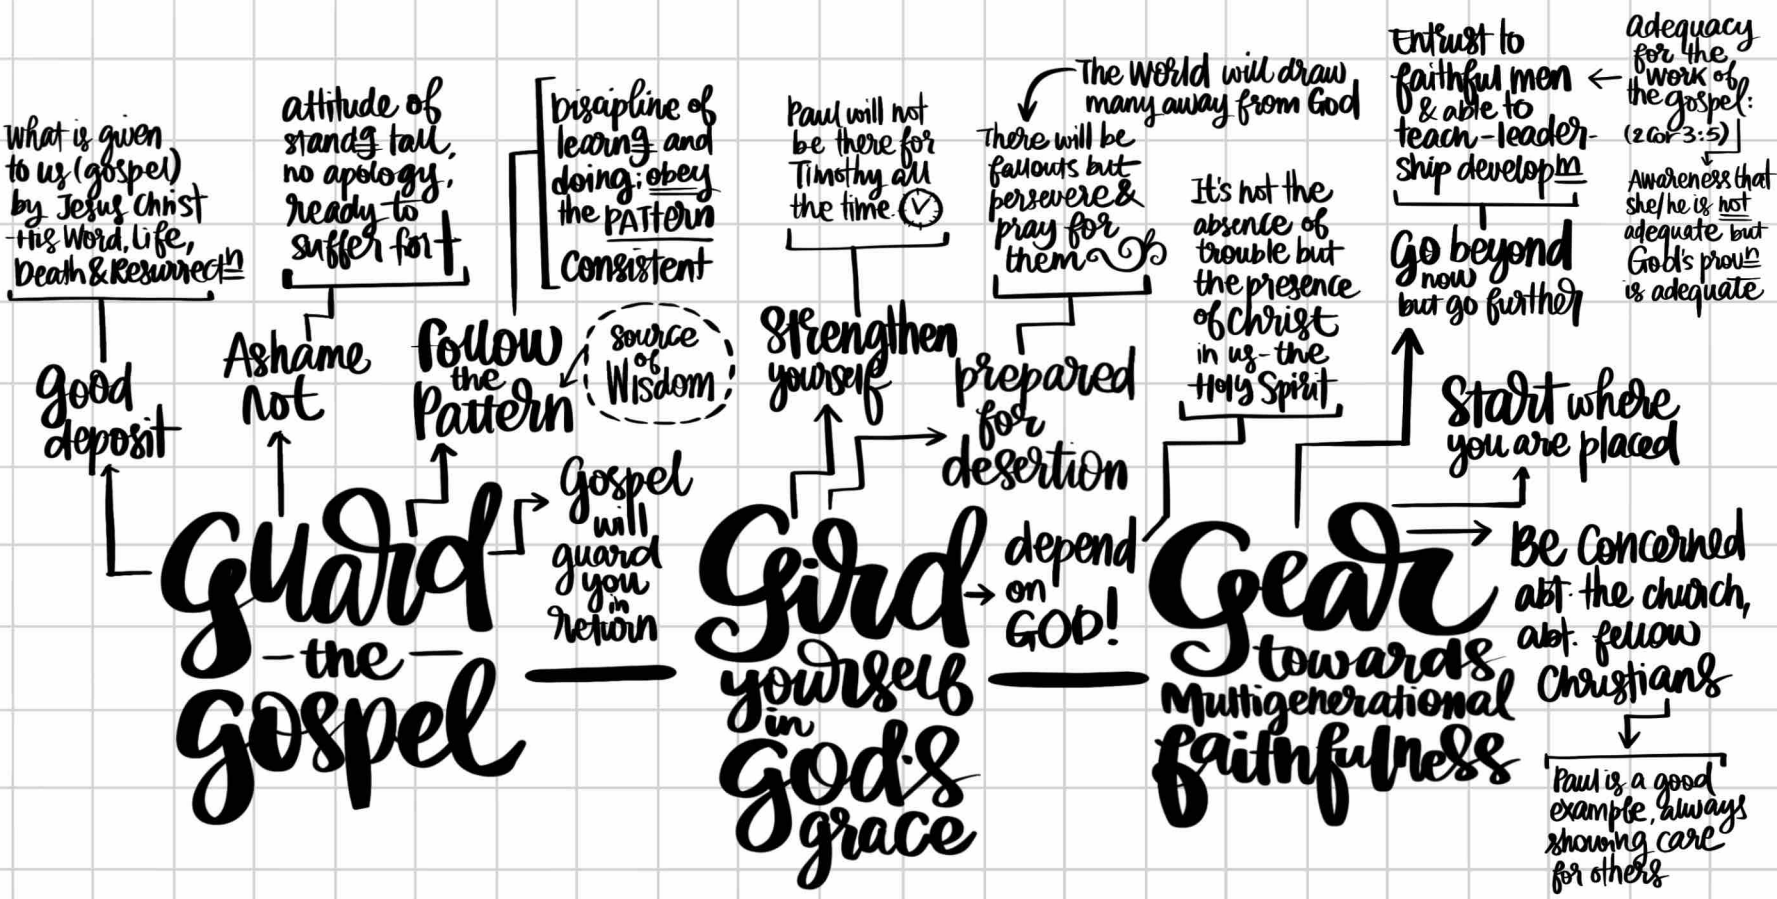 What is given
to us (gospel)
by Jesus Christ
-His Word, Life,
Death & Resurrectn
good
deposit
attitude of
standg tall,
no apology,
ready to
suffer for t
Ashame
not
Discipline of
learng and
doing; obey
the PATTern
Consistent
follow
the
Pattern
source
of
Wisdom
Gospel
will
guard
you
in
return
Guard
-the-
gospel
Paul will not
be there for
Timothy all
the time.
Strengthen
yourself
The World will draw
many away from God
There will be
fallouts but
persevere &
pray for
them
prepared
for
desertion
It's not the
absence of
trouble but
the presence
of Christ
in us - the
Holy Spirit
depend
on
GOD!
Gird
yourself
in
god's
grace
Entrust to
faithful men
& able to
teach - leader-
ship developm
Adequacy
for the
work of
the gospel:
(2 Cor 3:5)
Awareness that
she/he is not
adequate but
God's provn
is adequate
Go beyond
now
but go further
Start where
you are placed
Be Concerned
abt. the church,
abt. fellow
Christians
Paul is a good
example, always
showing care
for others
Gear
towards
Multigenerational
faithfulness